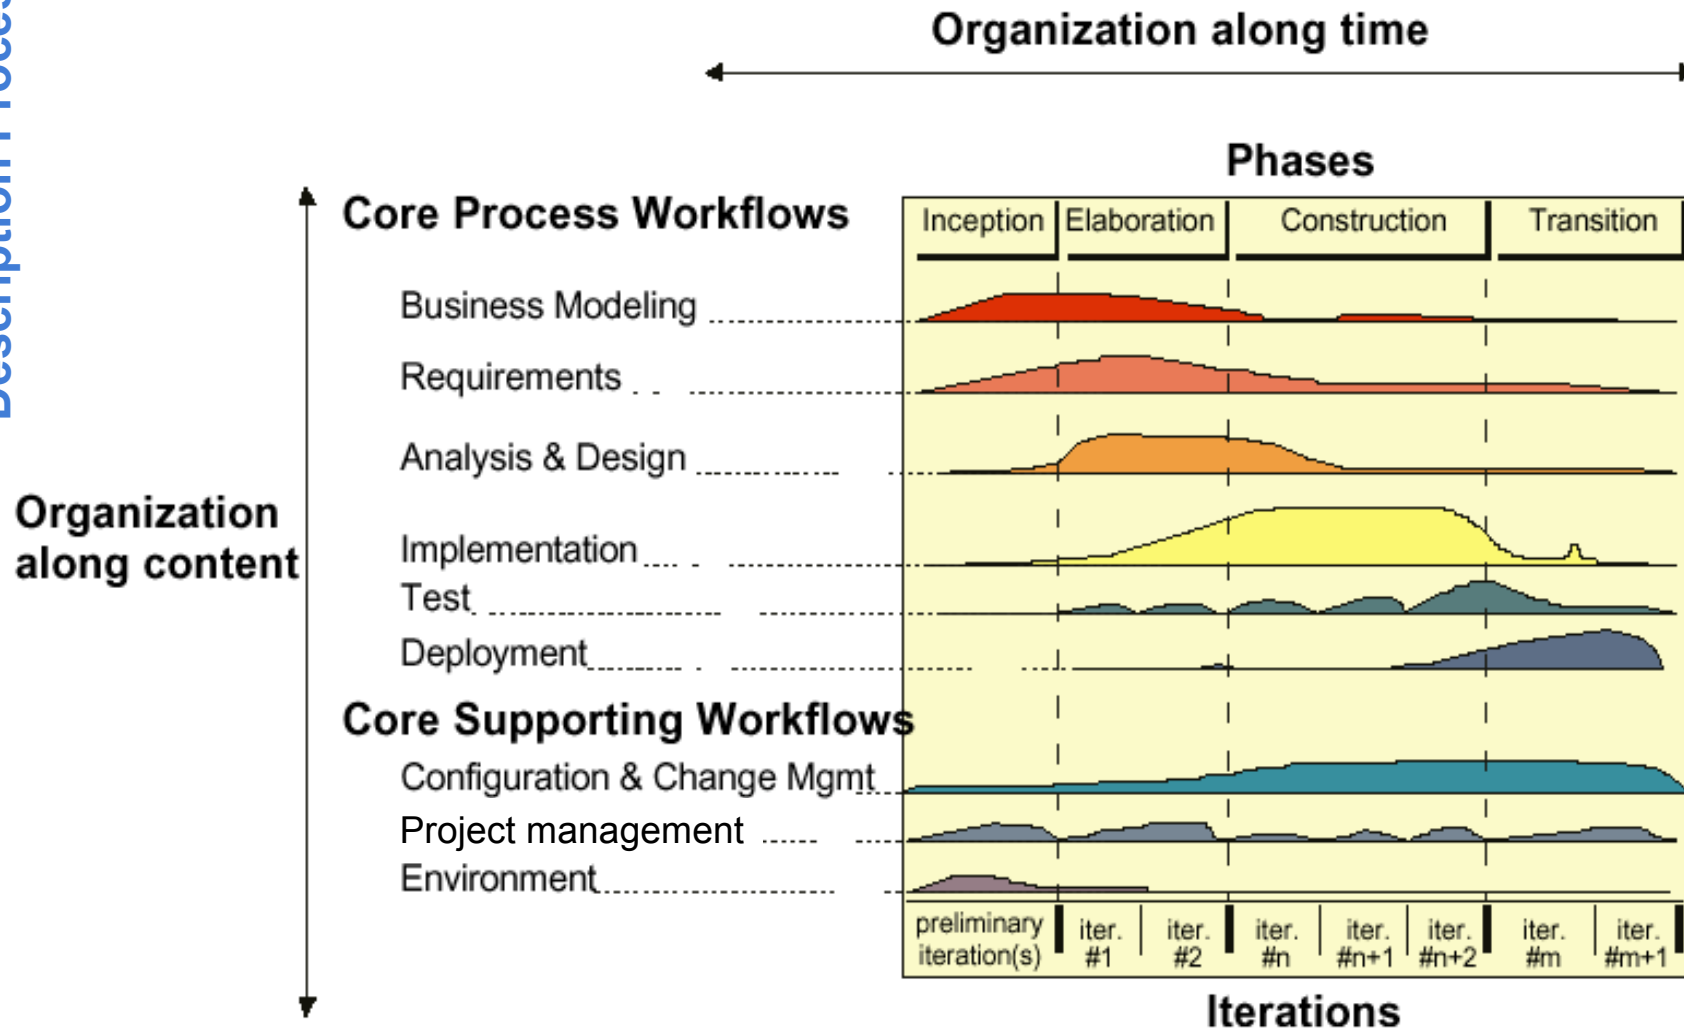 Organization along time
Phases
Core Process Workflows
Inception
Elaboration
Construction
Transition
Business Modeling
Requirements
Analysis & Design
Implementation
Test
Deployment
Organization
along content
Core Supporting Workflows
Configuration & Change Mgmt
Project management
Environment
preliminary
iteration(s)
iter.
#1
iter.
#2
iter.
#n
iter.
#n+1
iter.
#n+2
iter.
#m
iter.
#m+1
Iterations
Description